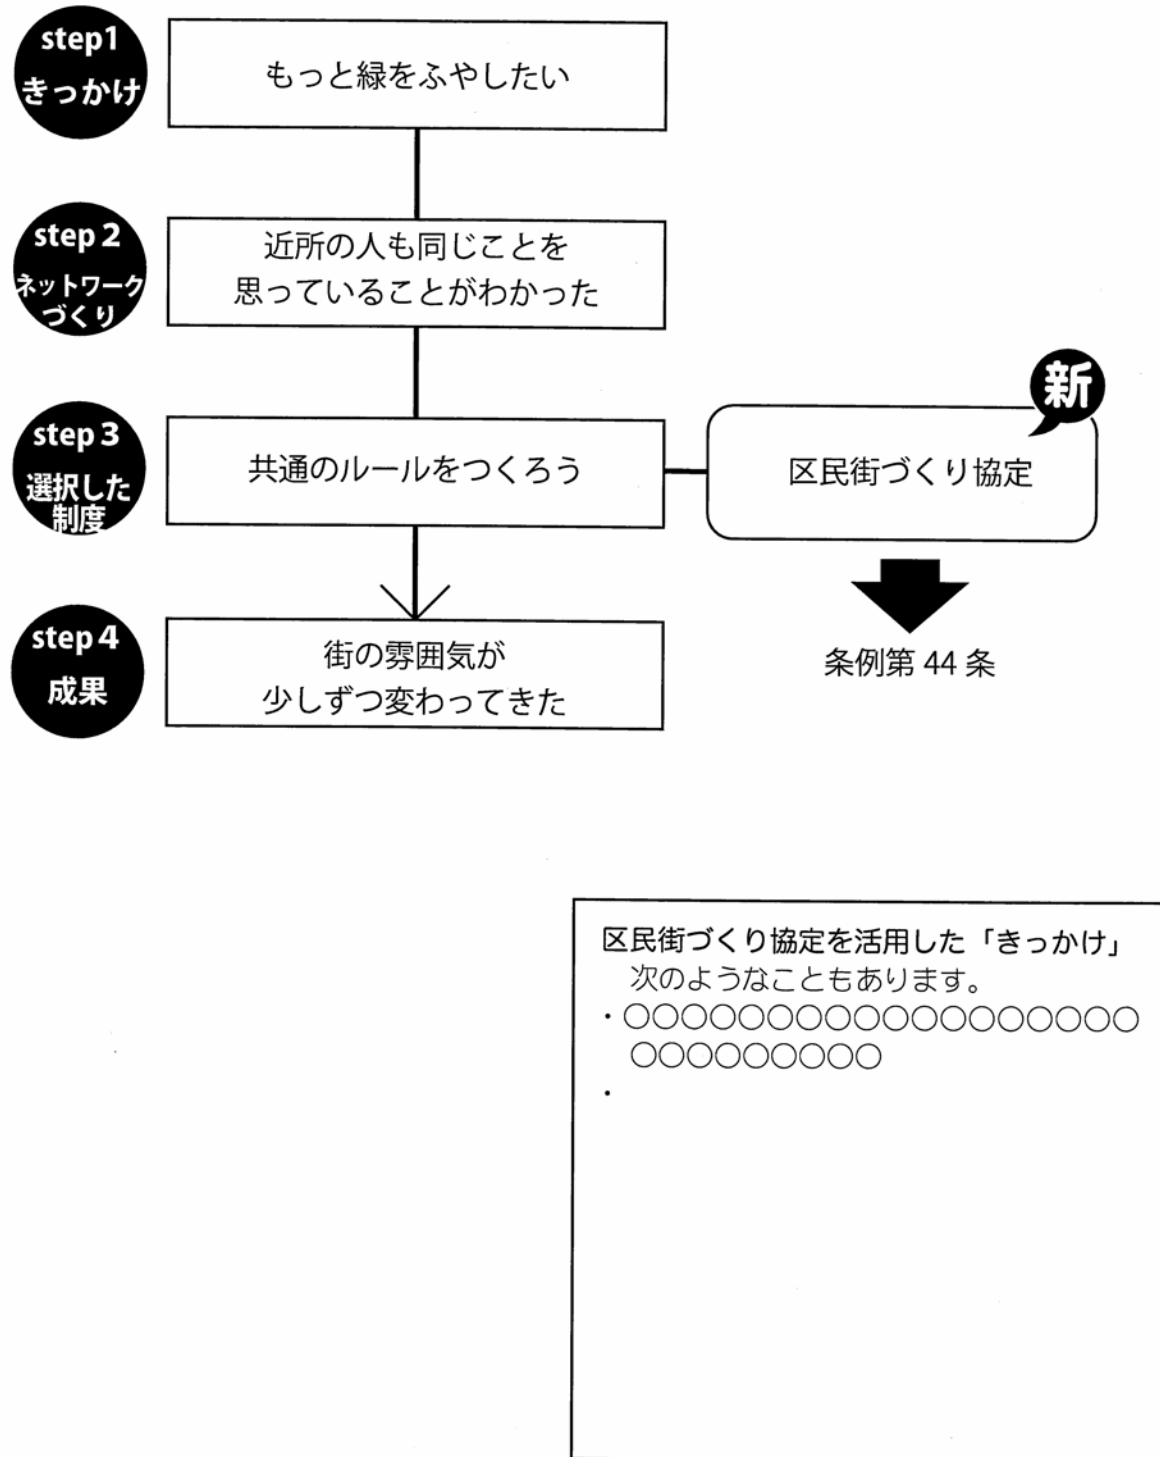 step1
きっかけ
もっと緑をふやしたい
step 2
ネットワーク
づくり
近所の人も同じことを
思っていることがわかった
step 3
選択した
制度
共通のルールをつくろう
新
区民街づくり協定
条例第 44 条
step 4
成果
街の雰囲気が
少しずつ変わってきた
区民街づくり協定を活用した「きっかけ」
次のようなこともあります。
・○○○○○○○○○○○○○○○○○○
○○○○○○○○○
・